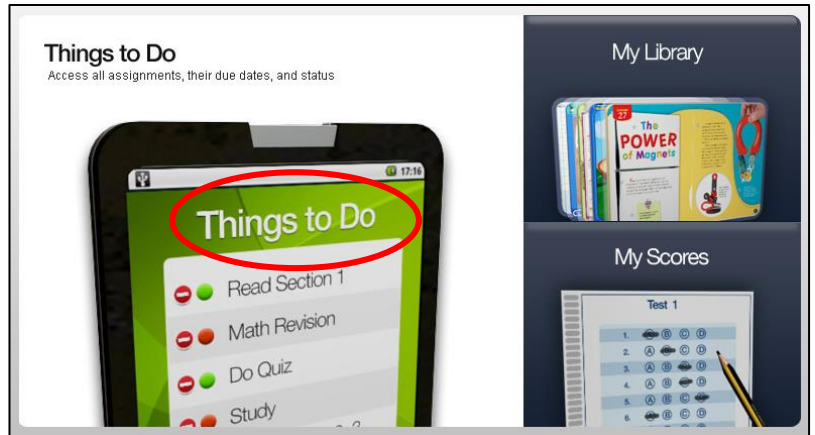 Things to Do
Access all assignments, their due dates, and status
17:16
Things to Do
Read Section 1
Math Revision
Do Quiz
Study
My Library
27
The
POWER
of Magnets
My Scores
Test 1
1. B C D
2. A C D
3. A B D
4. A B D
5. A B C
6. B C D